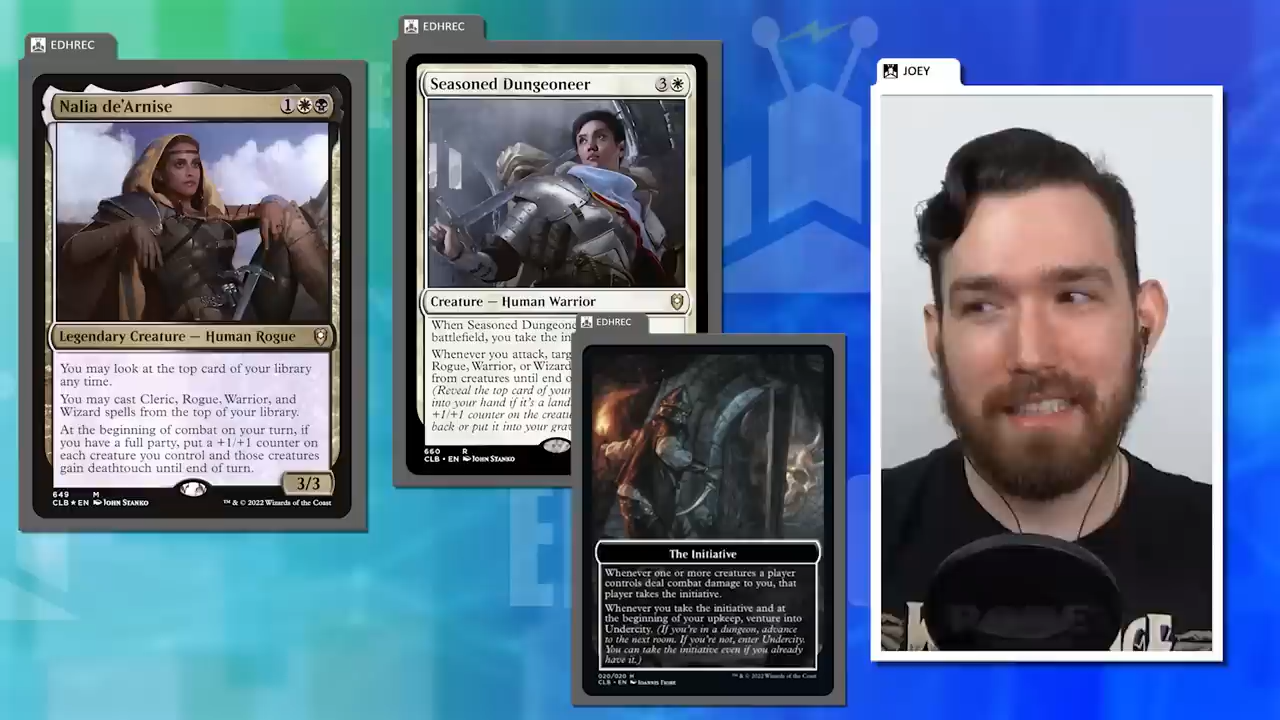 EDHREC
Nalia de'Arnise 1
Legendary Creature — Human Rogue
You may look at the top card of your library
any time.
You may cast Cleric, Rogue, Warrior, and
Wizard spells from the top of your library.
At the beginning of combat on your turn, if
you have a full party, put a +1/+1 counter on
each creature you control and those creatures
gain deathtouch until end of turn.
3/3
649 M
CLB ★ EN JOHN STANKO ™ & © 2022 Wizards of the Coast
EDHREC
Seasoned Dungeoneer 3
Creature — Human Warrior
When Seasoned Dungeone
battlefield, you take the in
Whenever you attack, targ
Rogue, Warrior, or Wizard
from creatures until end o
(Reveal the top card of your
into your hand if it's a land.
+1/+1 counter on the creatu
back or put it into your grav
660 R
CLB • EN JOHN STANKO
EDHREC
The Initiative
Whenever one or more creatures a player
controls deal combat damage to you, that
player takes the initiative.
Whenever you take the initiative and at
the beginning of your upkeep, venture into
Undercity. (If you're in a dungeon, advance
to the next room. If you're not, enter Undercity.
You can take the initiative even if you already
have it.)
020/020 M
CLB • EN IOANNIS FIORE ™ & © 2022 Wizards of the Coast
JOEY
RODE